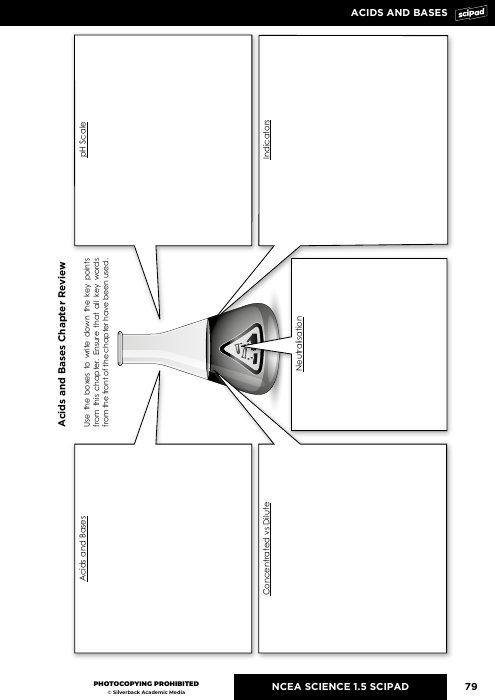 ACIDS AND BASES
scipad
Acids and Bases Chapter Review
Use the boxes to write down the key points
from this chapter. Ensure that all key words
from the front of the chapter have been used.
Acids and Bases
pH Scale
Concentrated vs Dilute
Neutralisation
Indicators
PHOTOCOPYING PROHIBITED
© Silverback Academic Media
NCEA SCIENCE 1.5 SCIPAD
79